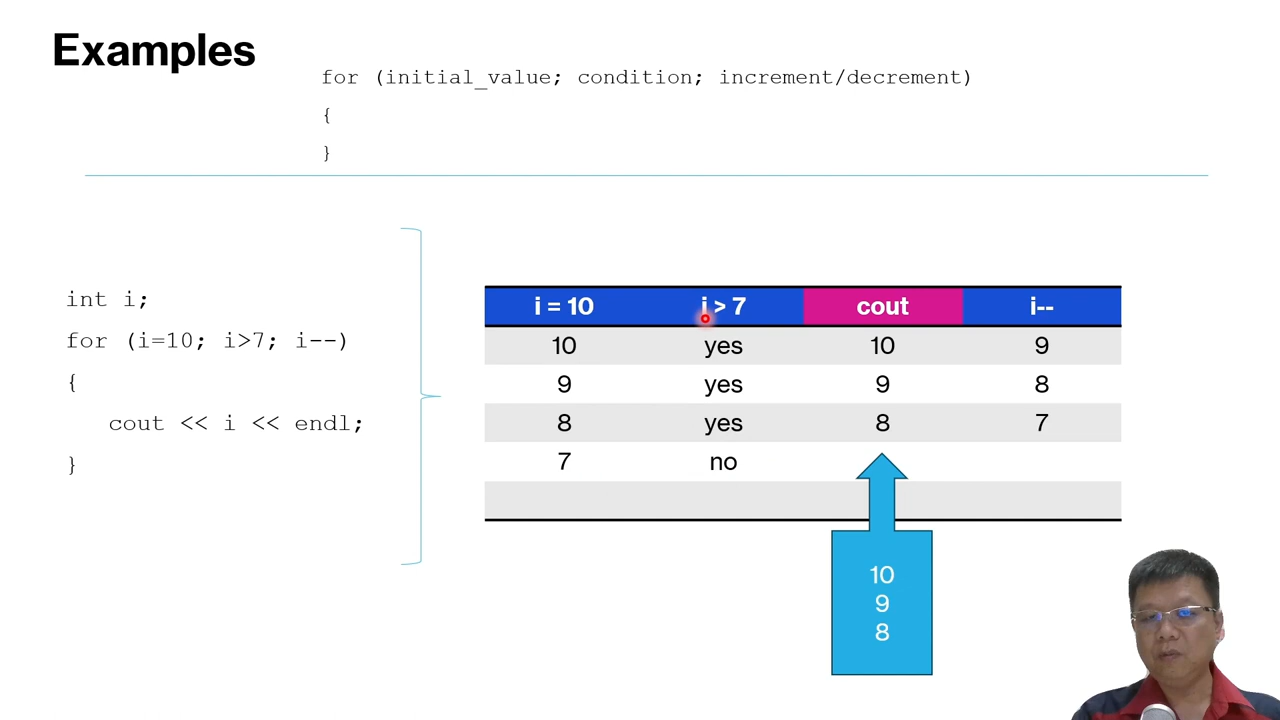 Examples
for (initial_value; condition; increment/decrement)
{
}
int i;
for (i=10; i>7; i--)
{
cout << i << endl;
}
i = 10 i > 7 cout i--
10 yes 10 9
9 yes 9 8
8 yes 8 7
7 no
10
9
8